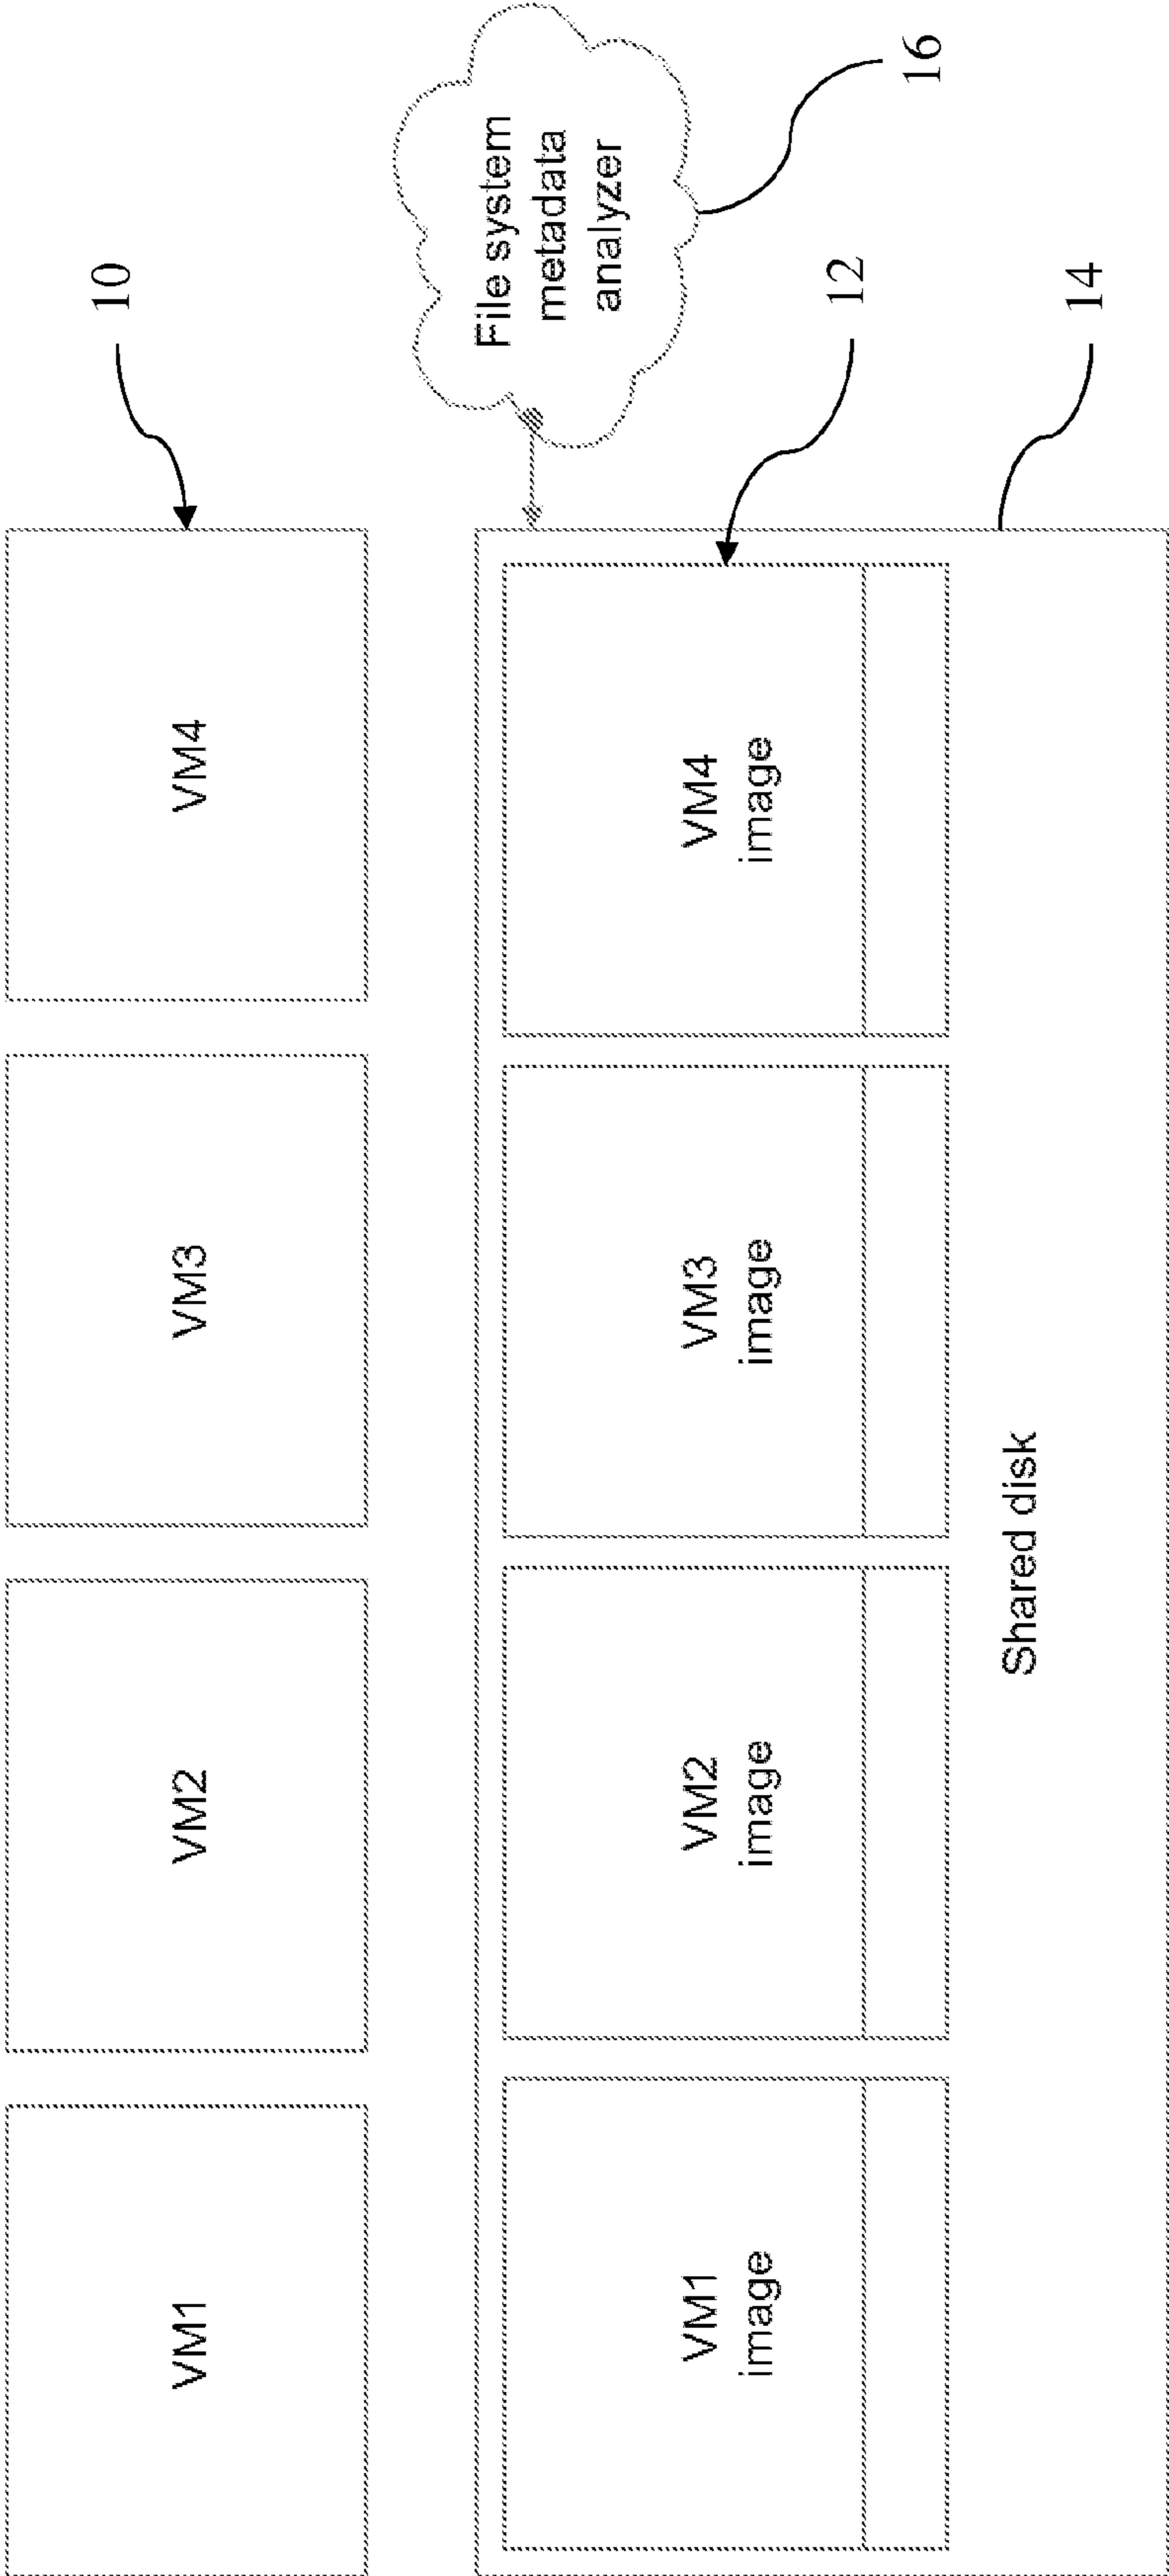 VM1
VM2
VM3
VM4
10
File system
metadata
analyzer
16
VM1
image
VM2
image
VM3
image
VM4
image
12
Shared disk
14